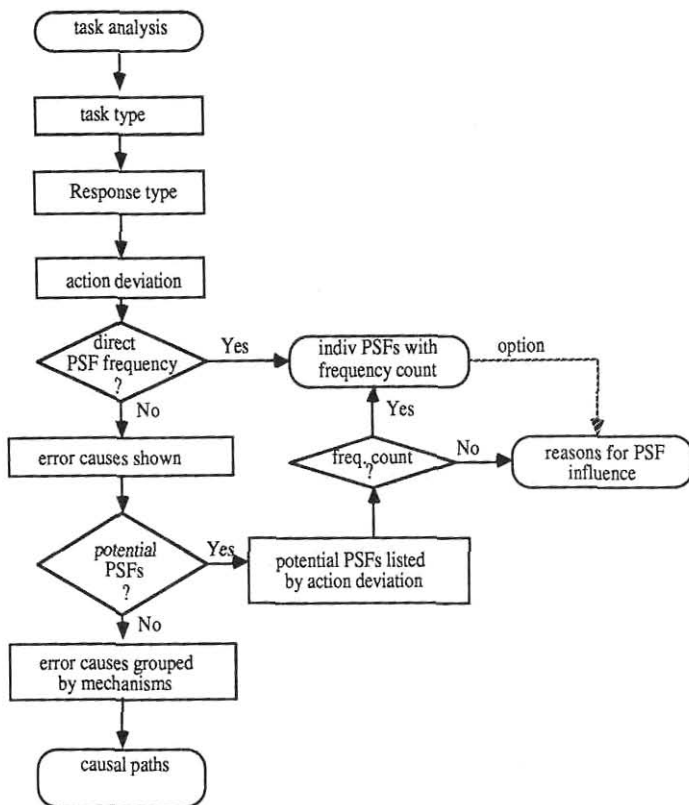 task analysis
task type
Response type
action deviation
direct
PSF frequency
?
Yes
indiv PSFs with
frequency count
option
No
Yes
error causes shown
freq. count
?
No
reasons for PSF
influence
potential
PSFs
?
Yes
potential PSFs listed
by action deviation
No
error causes grouped
by mechanisms
causal paths